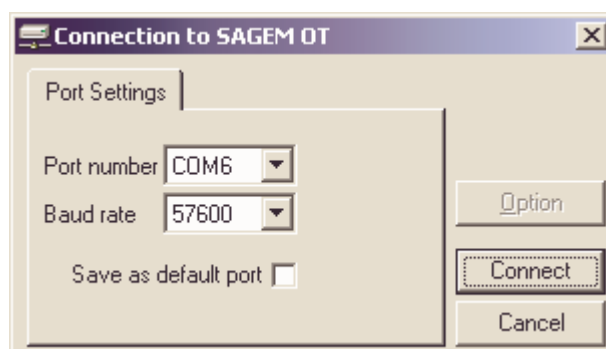 Connection to SAGEM OT
Port Settings
Port number COM6
Baud rate 57600
Option
Save as default port
Connect
Cancel